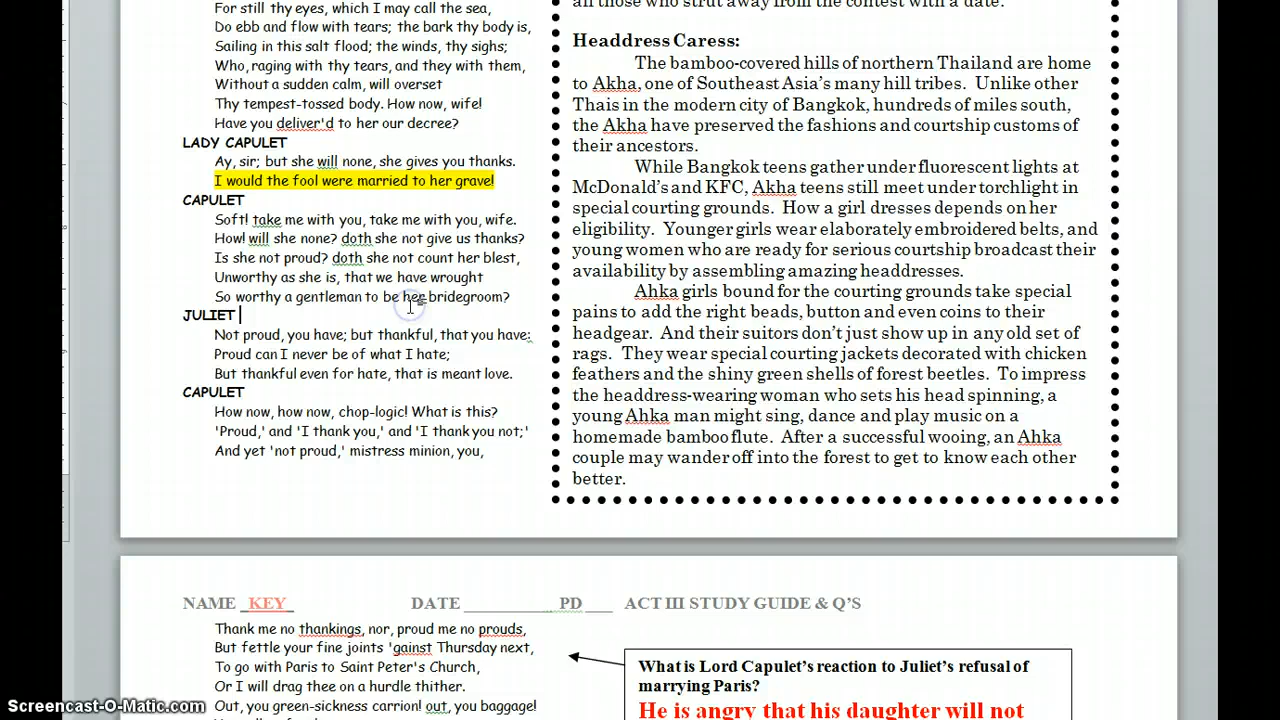 For still thy eyes, which I may call the sea,
Do ebb and flow with tears; the bark thy body is,
Sailing in this salt flood; the winds, thy sighs;
Who, raging with thy tears, and they with them,
Without a sudden calm, will overset
Thy tempest-tossed body. How now, wife!
Have you deliver'd to her our decree?
LADY CAPULET
Ay, sir; but she will none, she gives you thanks.
I would the fool were married to her grave!
CAPULET
Soft! take me with you, take me with you, wife.
How! will she none? doth she not give us thanks?
Is she not proud? doth she not count her blest,
Unworthy as she is, that we have wrought
So worthy a gentleman to be her bridegroom?
JULIET
Not proud, you have; but thankful, that you have:
Proud can I never be of what I hate;
But thankful even for hate, that is meant love.
CAPULET
How now, how now, chop-logic! What is this?
'Proud,' and 'I thank you,' and 'I thank you not;'
And yet 'not proud,' mistress minion, you,
all those who strut away from the contest with a date.
Headdress Caress:
The bamboo-covered hills of northern Thailand are home
to Akha, one of Southeast Asia's many hill tribes. Unlike other
Thais in the modern city of Bangkok, hundreds of miles south,
the Akha have preserved the fashions and courtship customs of
their ancestors.
While Bangkok teens gather under fluorescent lights at
McDonald's and KFC, Akha teens still meet under torchlight in
special courting grounds. How a girl dresses depends on her
eligibility. Younger girls wear elaborately embroidered belts, and
young women who are ready for serious courtship broadcast their
availability by assembling amazing headdresses.
Ahka girls bound for the courting grounds take special
pains to add the right beads, button and even coins to their
headgear. And their suitors don't just show up in any old set of
rags. They wear special courting jackets decorated with chicken
feathers and the shiny green shells of forest beetles. To impress
the headdress-wearing woman who sets his head spinning, a
young Ahka man might sing, dance and play music on a
homemade bamboo flute. After a successful wooing, an Ahka
couple may wander off into the forest to get to know each other
better.
NAME _KEY_ DATE __________PD ___ ACT III STUDY GUIDE & Q'S
Thank me no thankings, nor, proud me no prouds,
But fettle your fine joints 'gainst Thursday next,
To go with Paris to Saint Peter's Church,
Or I will drag thee on a hurdle thither.
Out, you green-sickness carrion! out, you baggage!
What is Lord Capulet's reaction to Juliet's refusal of
marrying Paris?
He is angry that his daughter will not
Screencast-O-Matic.com